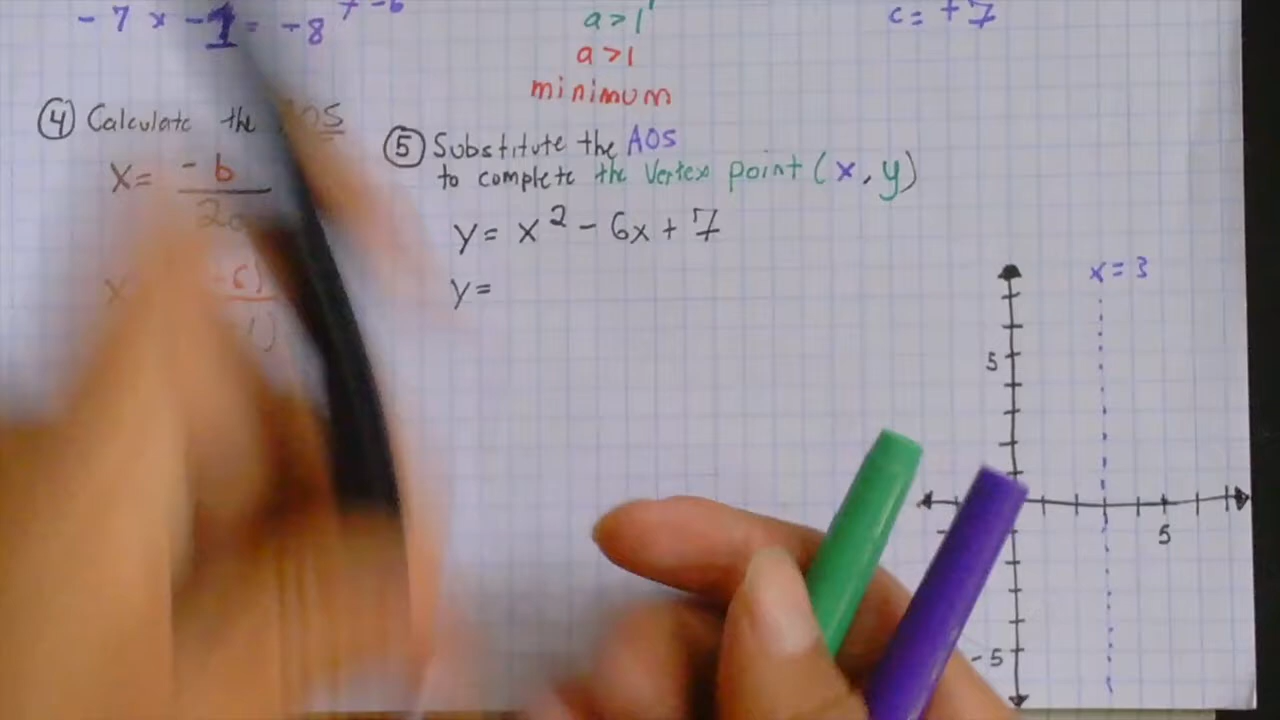 - 7 x - 1 = - 8
a > 1
c = + 7
a > 1
minimum
④ Calculate the AOS
x = - b
⑤ Substitute the AOS
to complete the Vertex point (x, y)
y = x² - 6x + 7
y =
x = 3
5
5
- 5